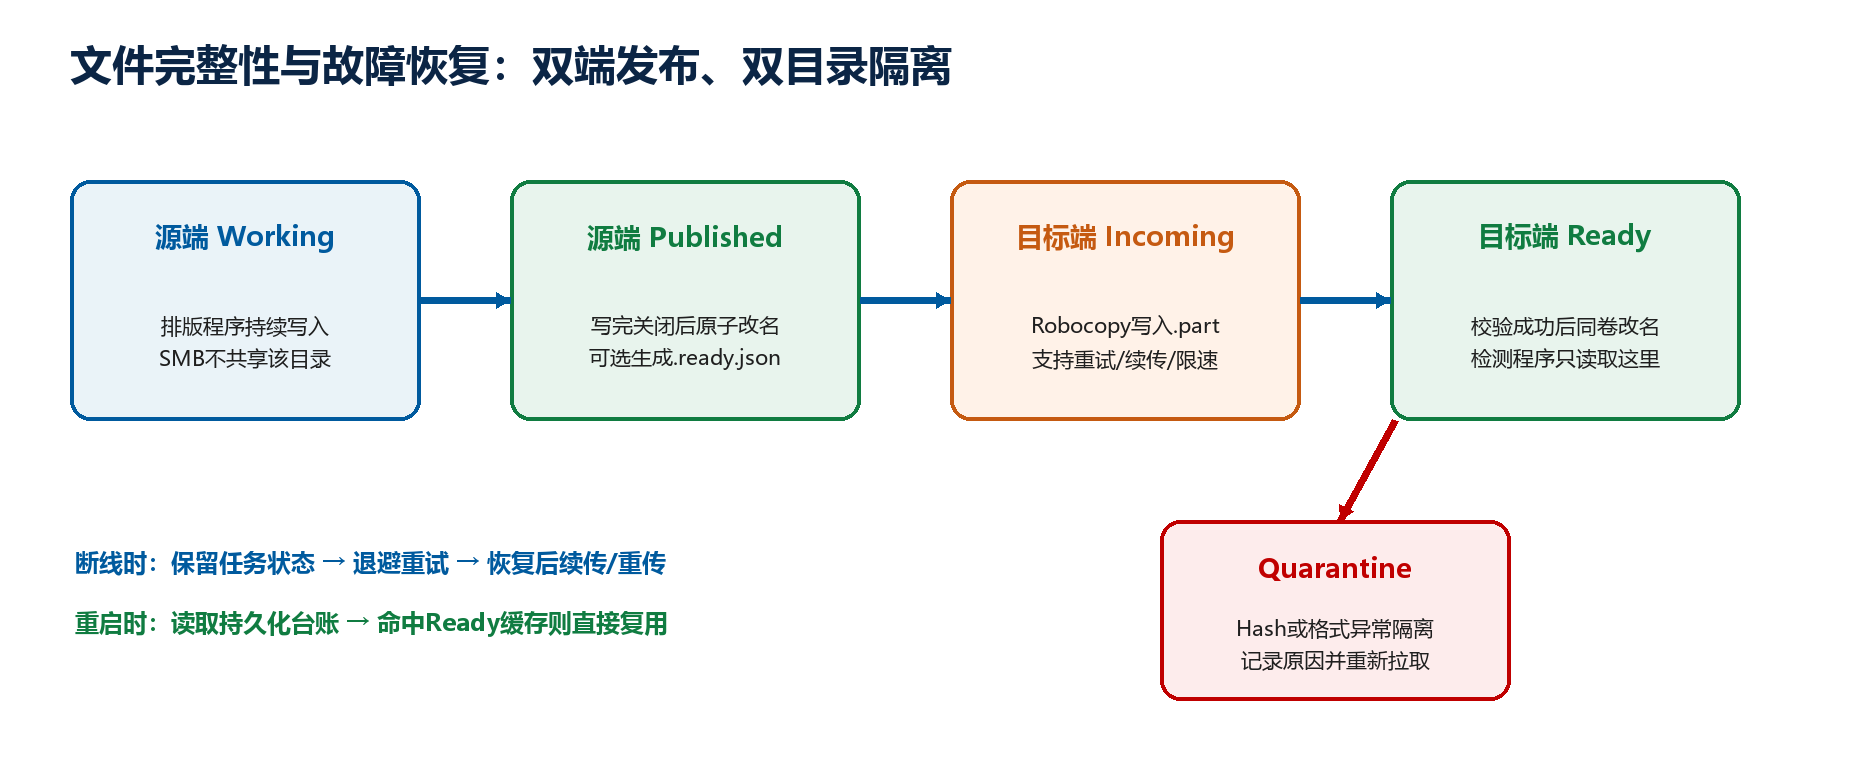 文件完整性与故障恢复：双端发布、双目录隔离
源端 Working
排版程序持续写入
SMB不共享该目录
源端 Published
写完关闭后原子改名
可选生成.ready.json
目标端 Incoming
Robocopy写入.part
支持重试/续传/限速
目标端 Ready
校验成功后同卷改名
检测程序只读取这里
Quarantine
Hash或格式异常隔离
记录原因并重新拉取
断线时：保留任务状态 → 退避重试 → 恢复后续传/重传
重启时：读取持久化台账 → 命中Ready缓存则直接复用